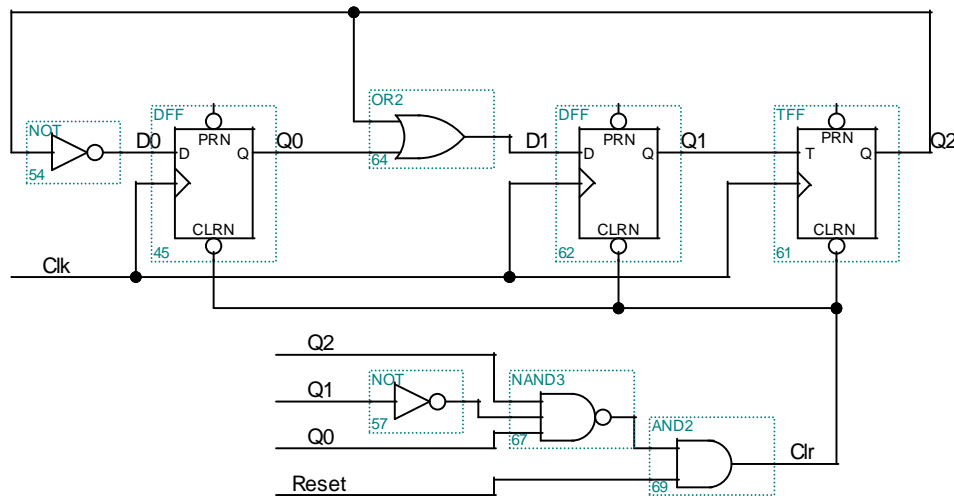 OR2
DFF
DFF
TFF
NOT
PRN
PRN
PRN
D0
D
Q
Q0
D1
D
Q
Q1
T
Q
Q2
54
64
CLRN
CLRN
CLRN
Clk
45
62
61
Q2
NOT
NAND3
Q1
57
AND2
Q0
67
Clr
Reset
69